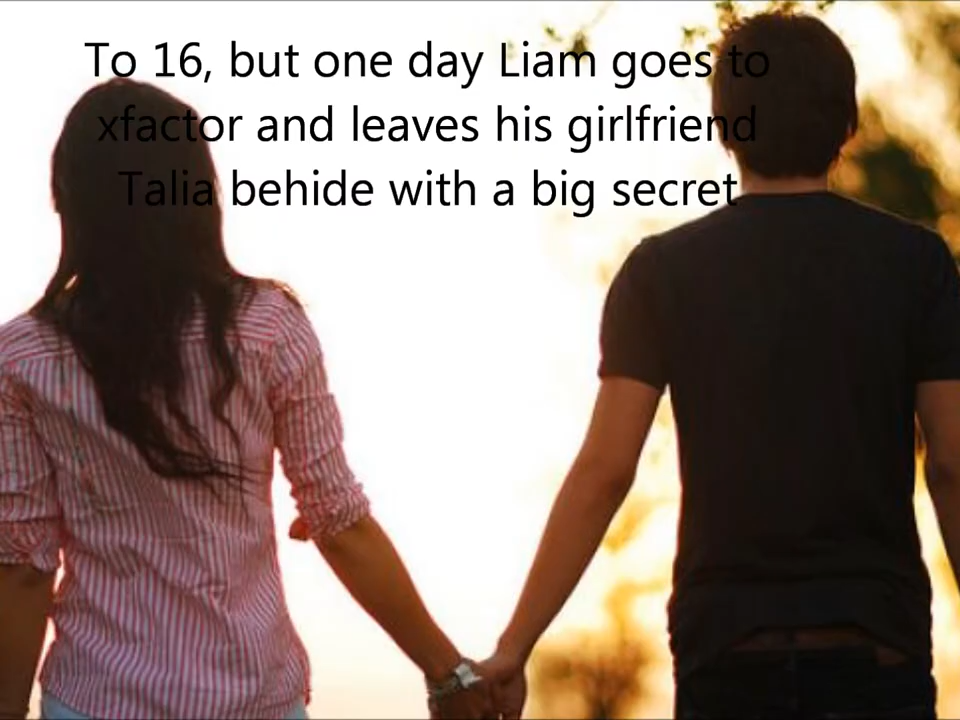 To 16, but one day Liam goes to
xfactor and leaves his girlfriend
Talia behide with a big secret